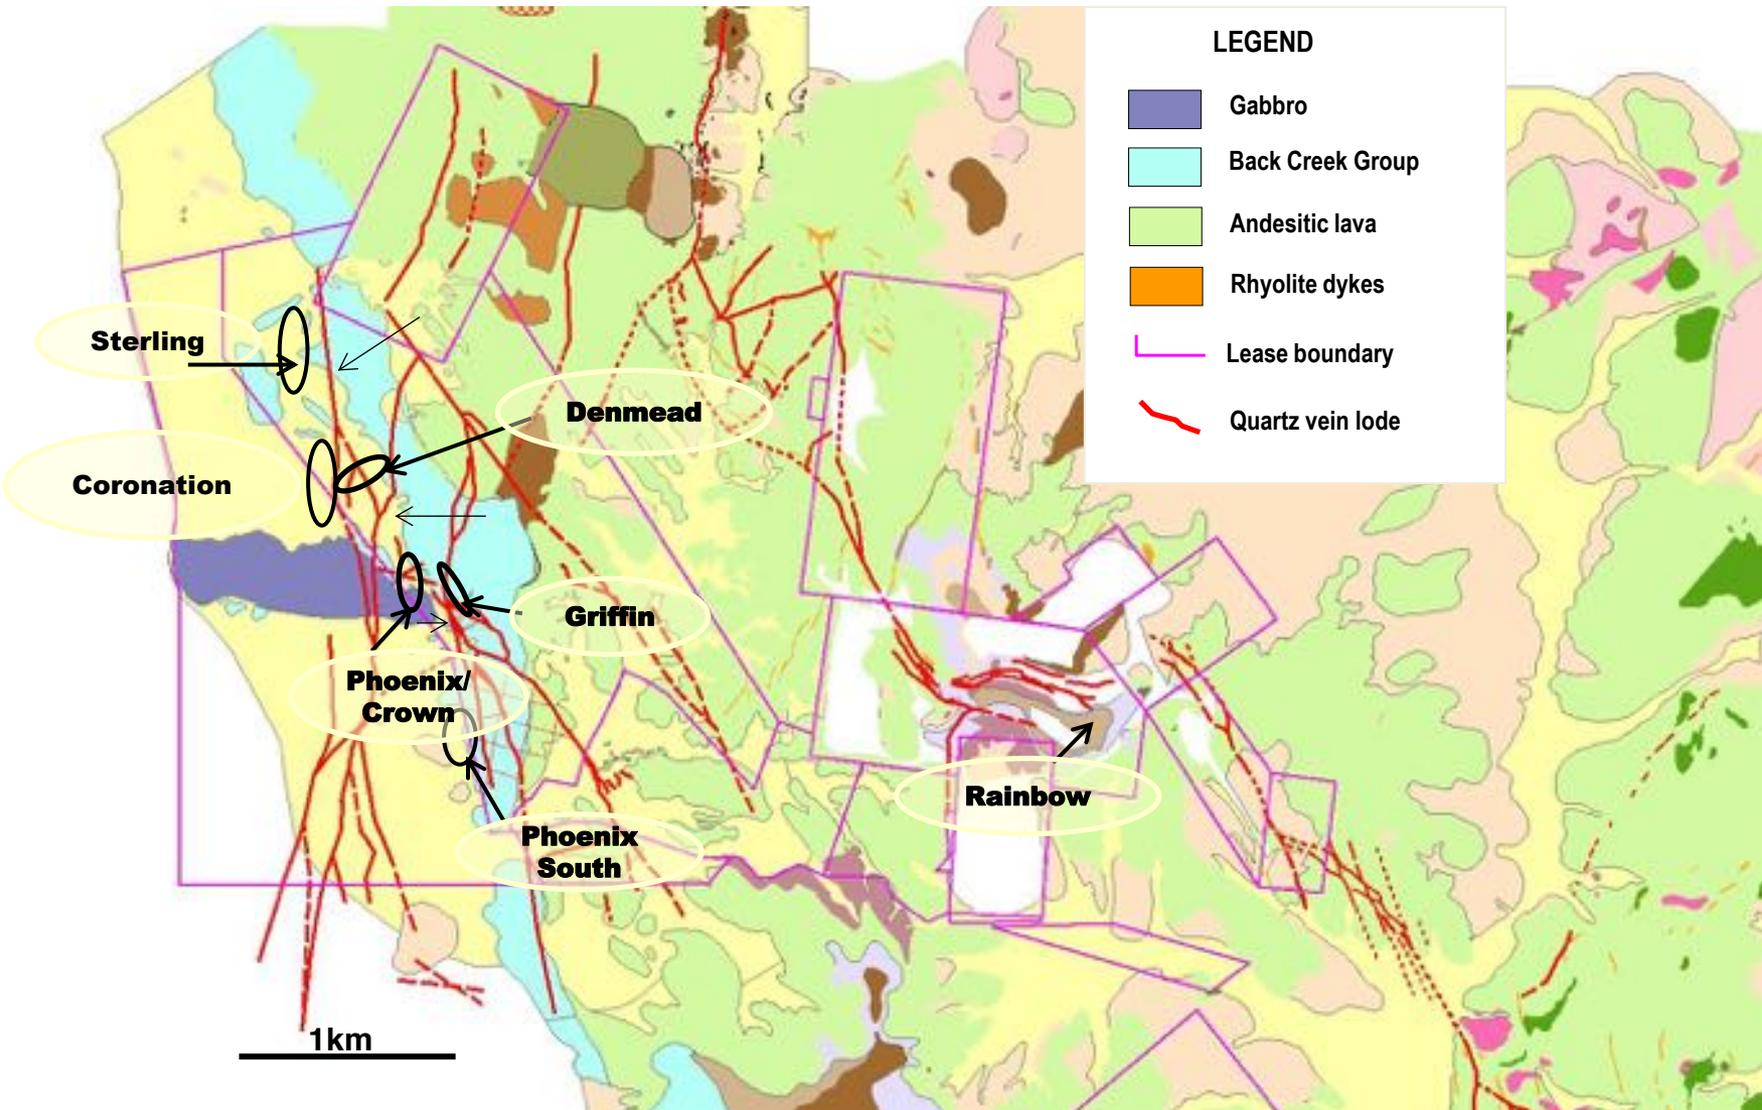 LEGEND
Gabbro
Back Creek Group
Andesitic lava
Rhyolite dykes
Lease boundary
Quartz vein lode
Sterling
Denmead
Coronation
Griffin
Phoenix/
Crown
Rainbow
Phoenix
South
1km